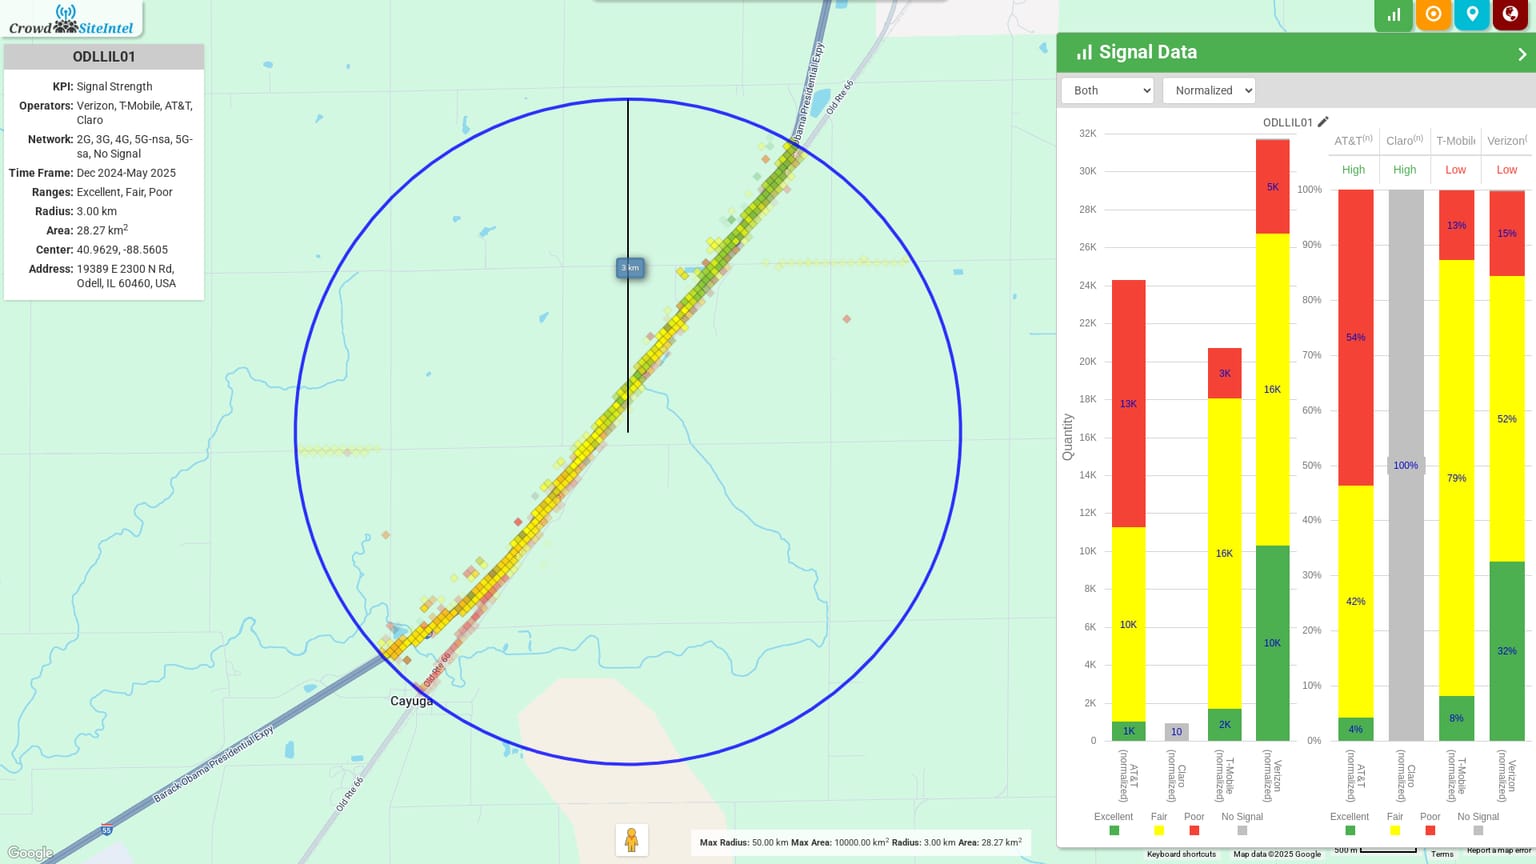 Crowd SiteIntel
ODLLIL01
KPI: Signal Strength
Operators: Verizon, T-Mobile, AT&T,
Claro
Network: 2G, 3G, 4G, 5G-nsa, 5G-
sa, No Signal
Time Frame: Dec 2024-May 2025
Ranges: Excellent, Fair, Poor
Radius: 3.00 km
Area: 28.27 km²
Center: 40.9629, -88.5605
Address: 19389 E 2300 N Rd,
Odell, IL 60460, USA
Obama Presidential Expy
Old Rte 66
3 km
Old Rte 66
Cayuga
Barack Obama Presidential Expy
Old Rte 66
55
Google
Max Radius: 50.00 km Max Area: 10000.00 km² Radius: 3.00 km Area: 28.27 km²
Signal Data
Both
Normalized
ODLLIL01
32K
30K
28K
26K
24K
22K
20K
18K
16K
14K
12K
10K
8K
6K
4K
2K
0
Quantity
13K
10K
1K
10
3K
16K
2K
5K
16K
10K
AT&T (normalized)
Claro (normalized)
T-Mobile (normalized)
Verizon (normalized)
Excellent Fair Poor No Signal
AT&T(n) Claro(n) T-Mobile Verizon(
High High Low Low
100%
90%
80%
70%
60%
50%
40%
30%
20%
10%
0%
54%
42%
4%
100%
13%
79%
8%
15%
52%
32%
AT&T (normalized)
Claro (normalized)
T-Mobile (normalized)
Verizon (normalized)
Excellent Fair Poor No Signal
Keyboard shortcuts Map data ©2025 Google 500 m Terms Report a map error